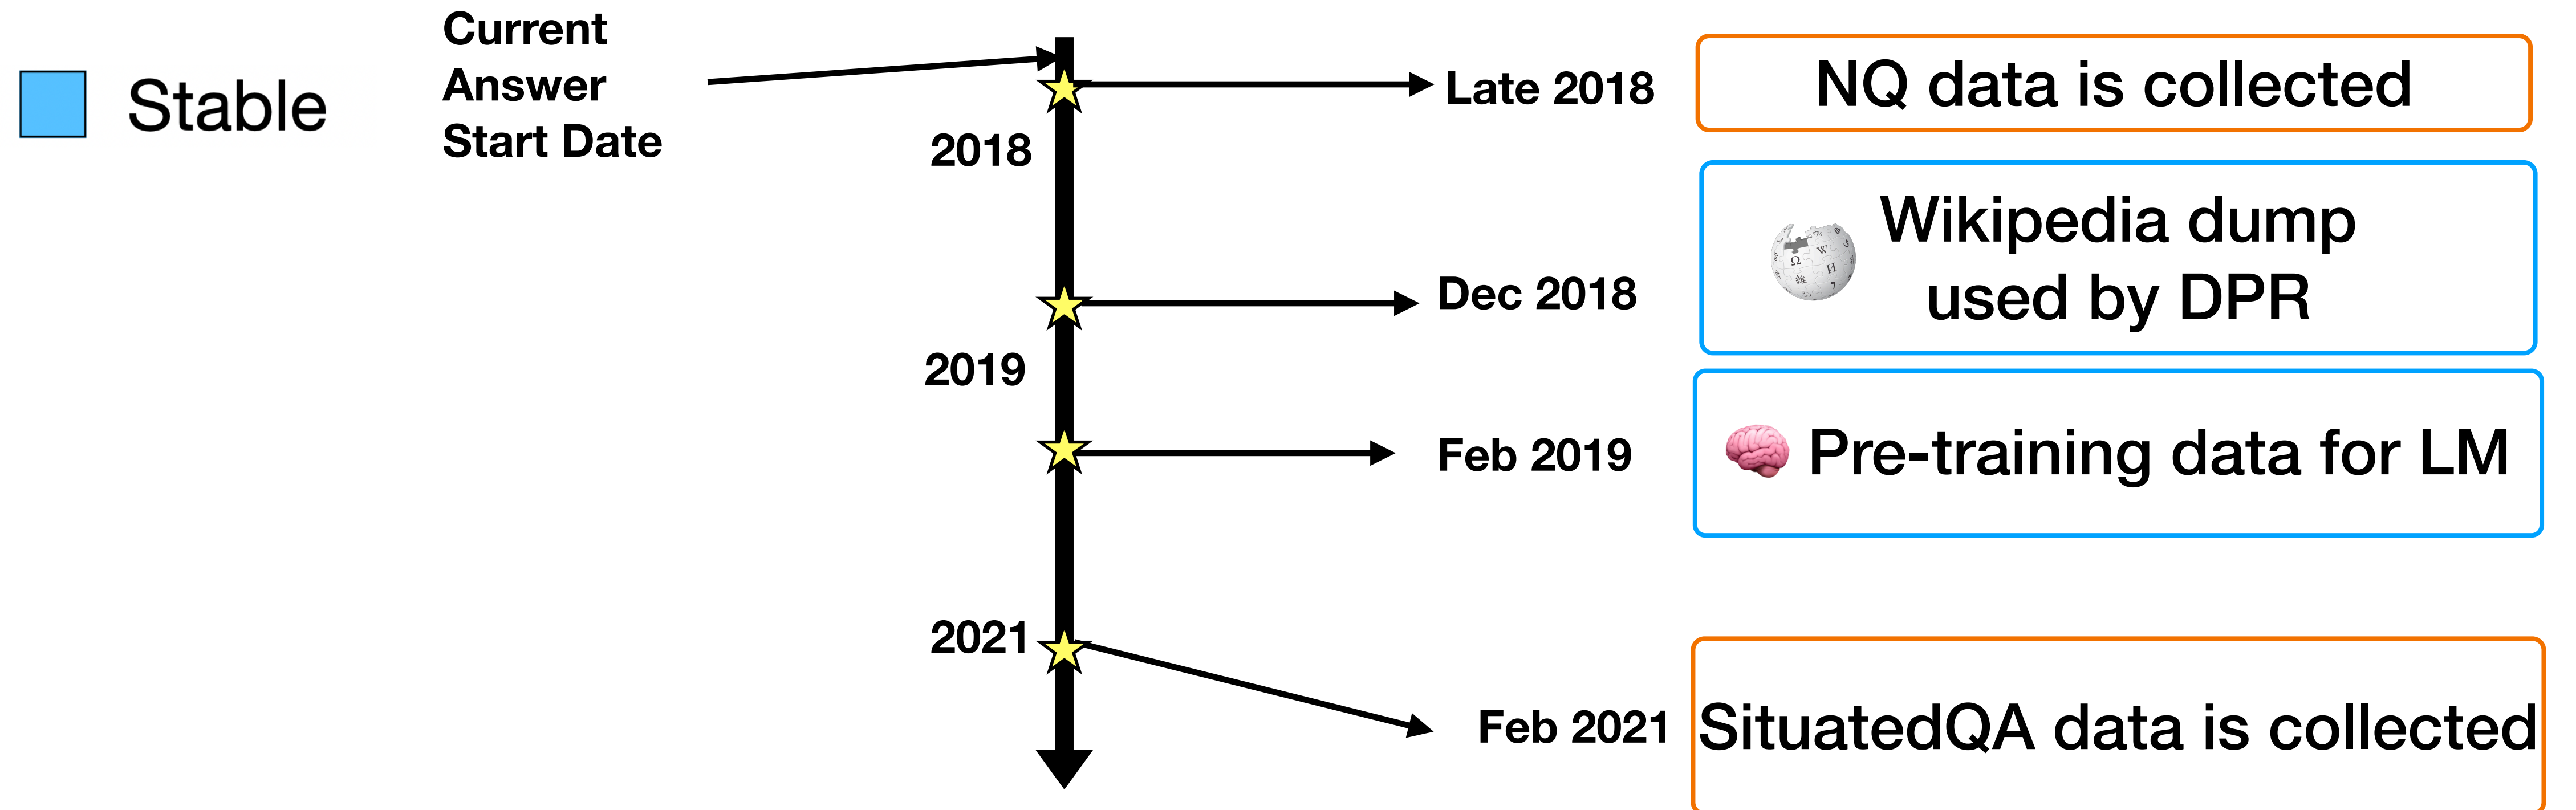 Stable
Current
Answer
Start Date
2018
2019
2021
Late 2018
NQ data is collected
Dec 2018
Wikipedia dump
used by DPR
Feb 2019
Pre-training data for LM
Feb 2021
SituatedQA data is collected